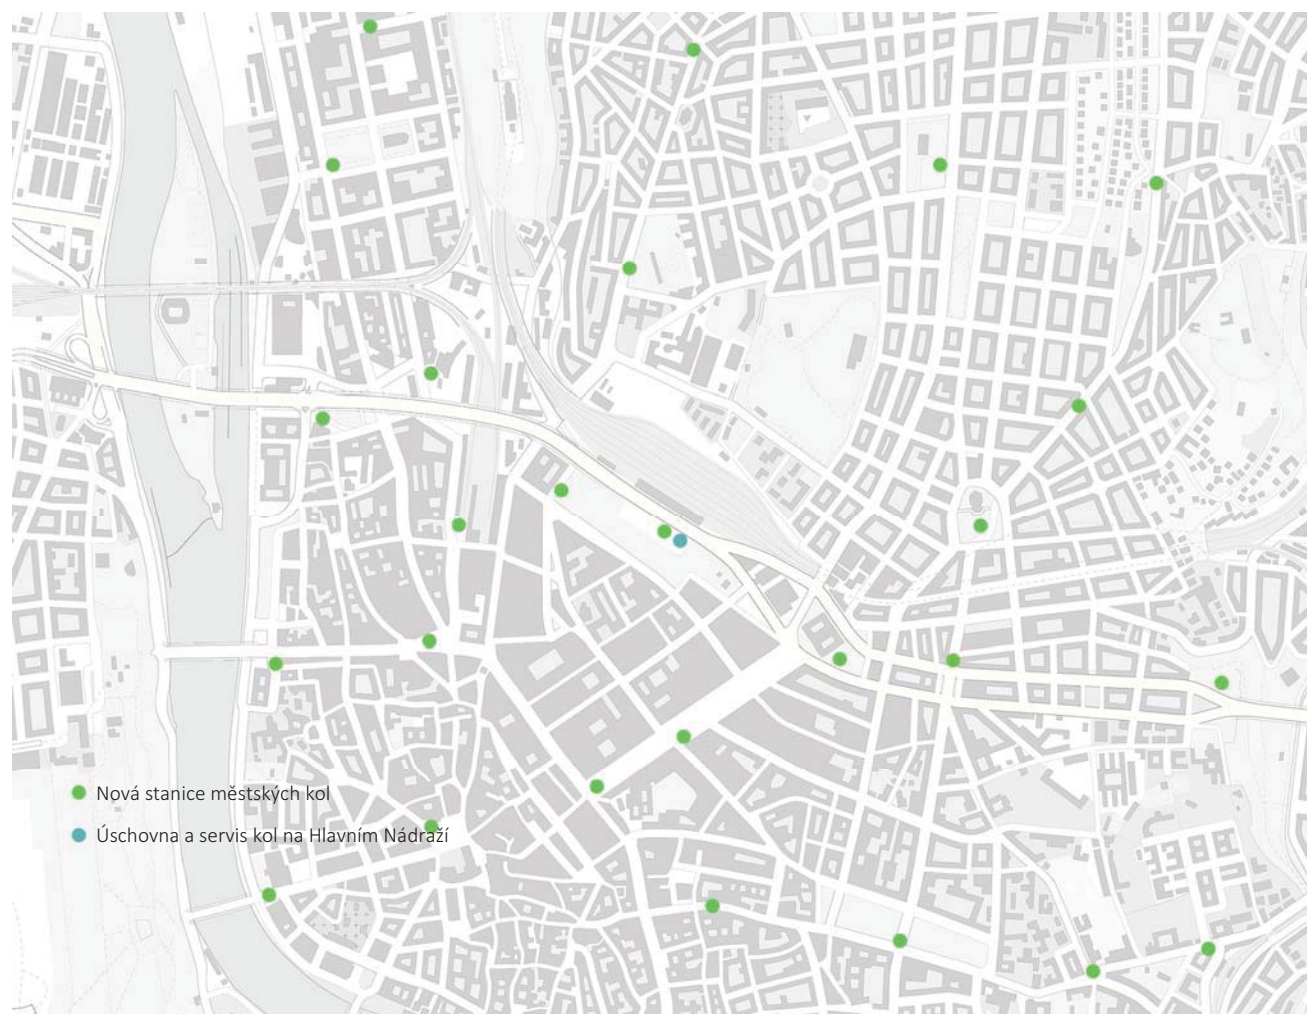 Nová stanice městských kol
Úschovna a servis kol na Hlavním Nádraží